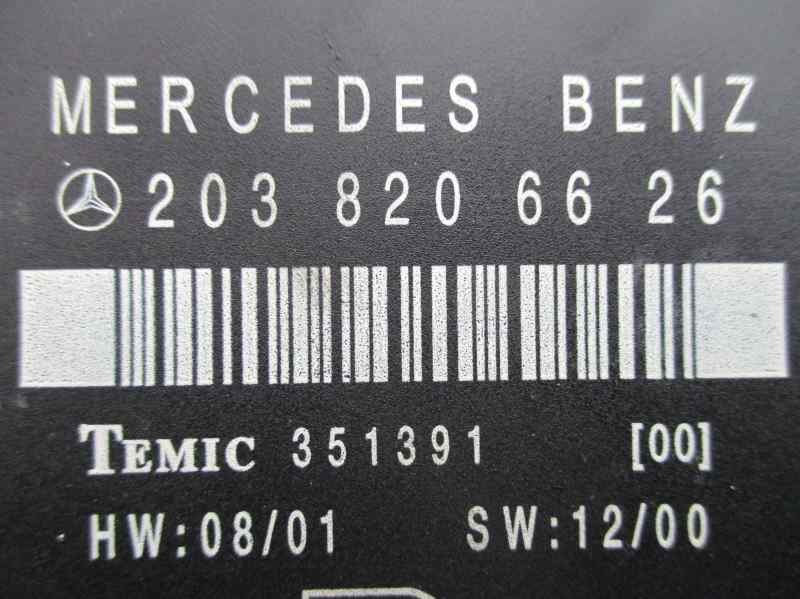 MERCEDES BENZ
203 820 66 26
TEMIC 351391 [00]
HW:08/01 SW:12/00